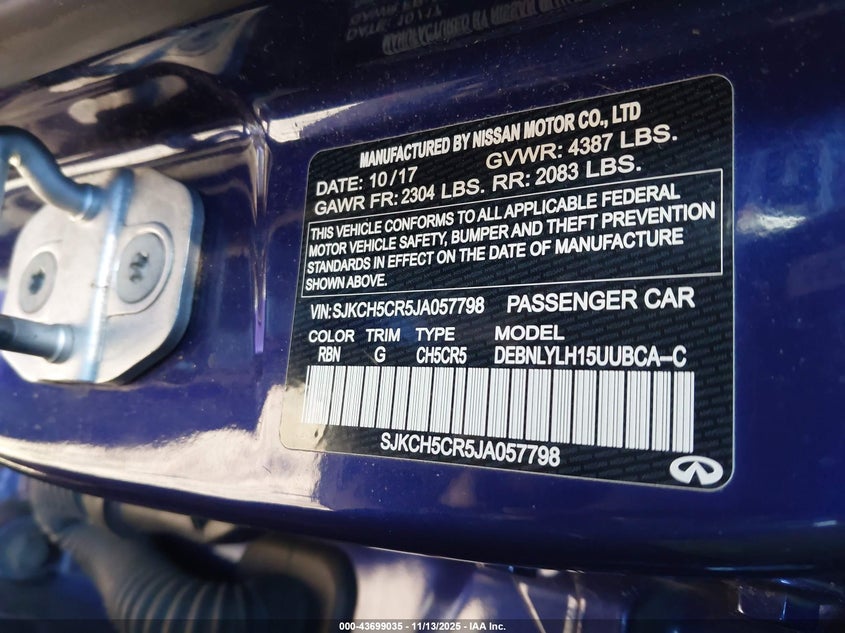 MANUFACTURED BY NISSAN MOTOR CO., LTD
DATE: 10/17 GVWR: 4387 LBS.
GAWR FR: 2304 LBS. RR: 2083 LBS.
THIS VEHICLE CONFORMS TO ALL APPLICABLE FEDERAL
MOTOR VEHICLE SAFETY, BUMPER AND THEFT PREVENTION
STANDARDS IN EFFECT ON THE DATE OF MANUFACTURE
SHOWN ABOVE.
VIN:SJKCH5CR5JA057798 PASSENGER CAR
COLOR TRIM TYPE MODEL
RBN G CH5CR5 DEBNLYLH15UUBCA-C
SJKCH5CR5JA057798
000-43699035 - 11/13/2025 - IAA Inc.